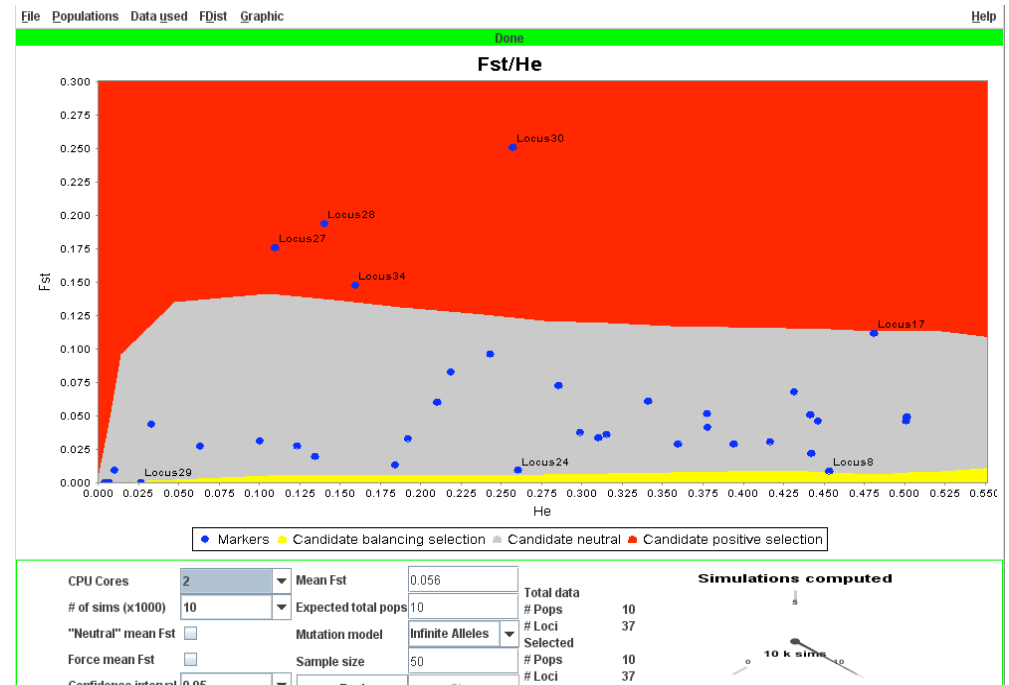 File Populations Data used FDist Graphic Help
Done
Fst/He
0.300
0.275
0.250
0.225
0.200
0.175
0.150
0.125
0.100
0.075
0.050
0.025
0.000
Fst
Locus30
Locus28
Locus27
Locus34
Locus17
Locus29
Locus24
Locus8
0.000 0.025 0.050 0.075 0.100 0.125 0.150 0.175 0.200 0.225 0.250 0.275 0.300 0.325 0.350 0.375 0.400 0.425 0.450 0.475 0.500 0.525 0.550
He
Markers Candidate balancing selection Candidate neutral Candidate positive selection
CPU Cores 2 Mean Fst 0.056
# of sims (x1000) 10 Expected total pops 10
"Neutral" mean Fst Mutation model Infinite Alleles
Force mean Fst Sample size 50
Confidence interval 0.05
Total data
# Pops 10
# Loci 37
Selected
# Pops 10
# Loci 37
Simulations computed
5
10 k sims
0 10